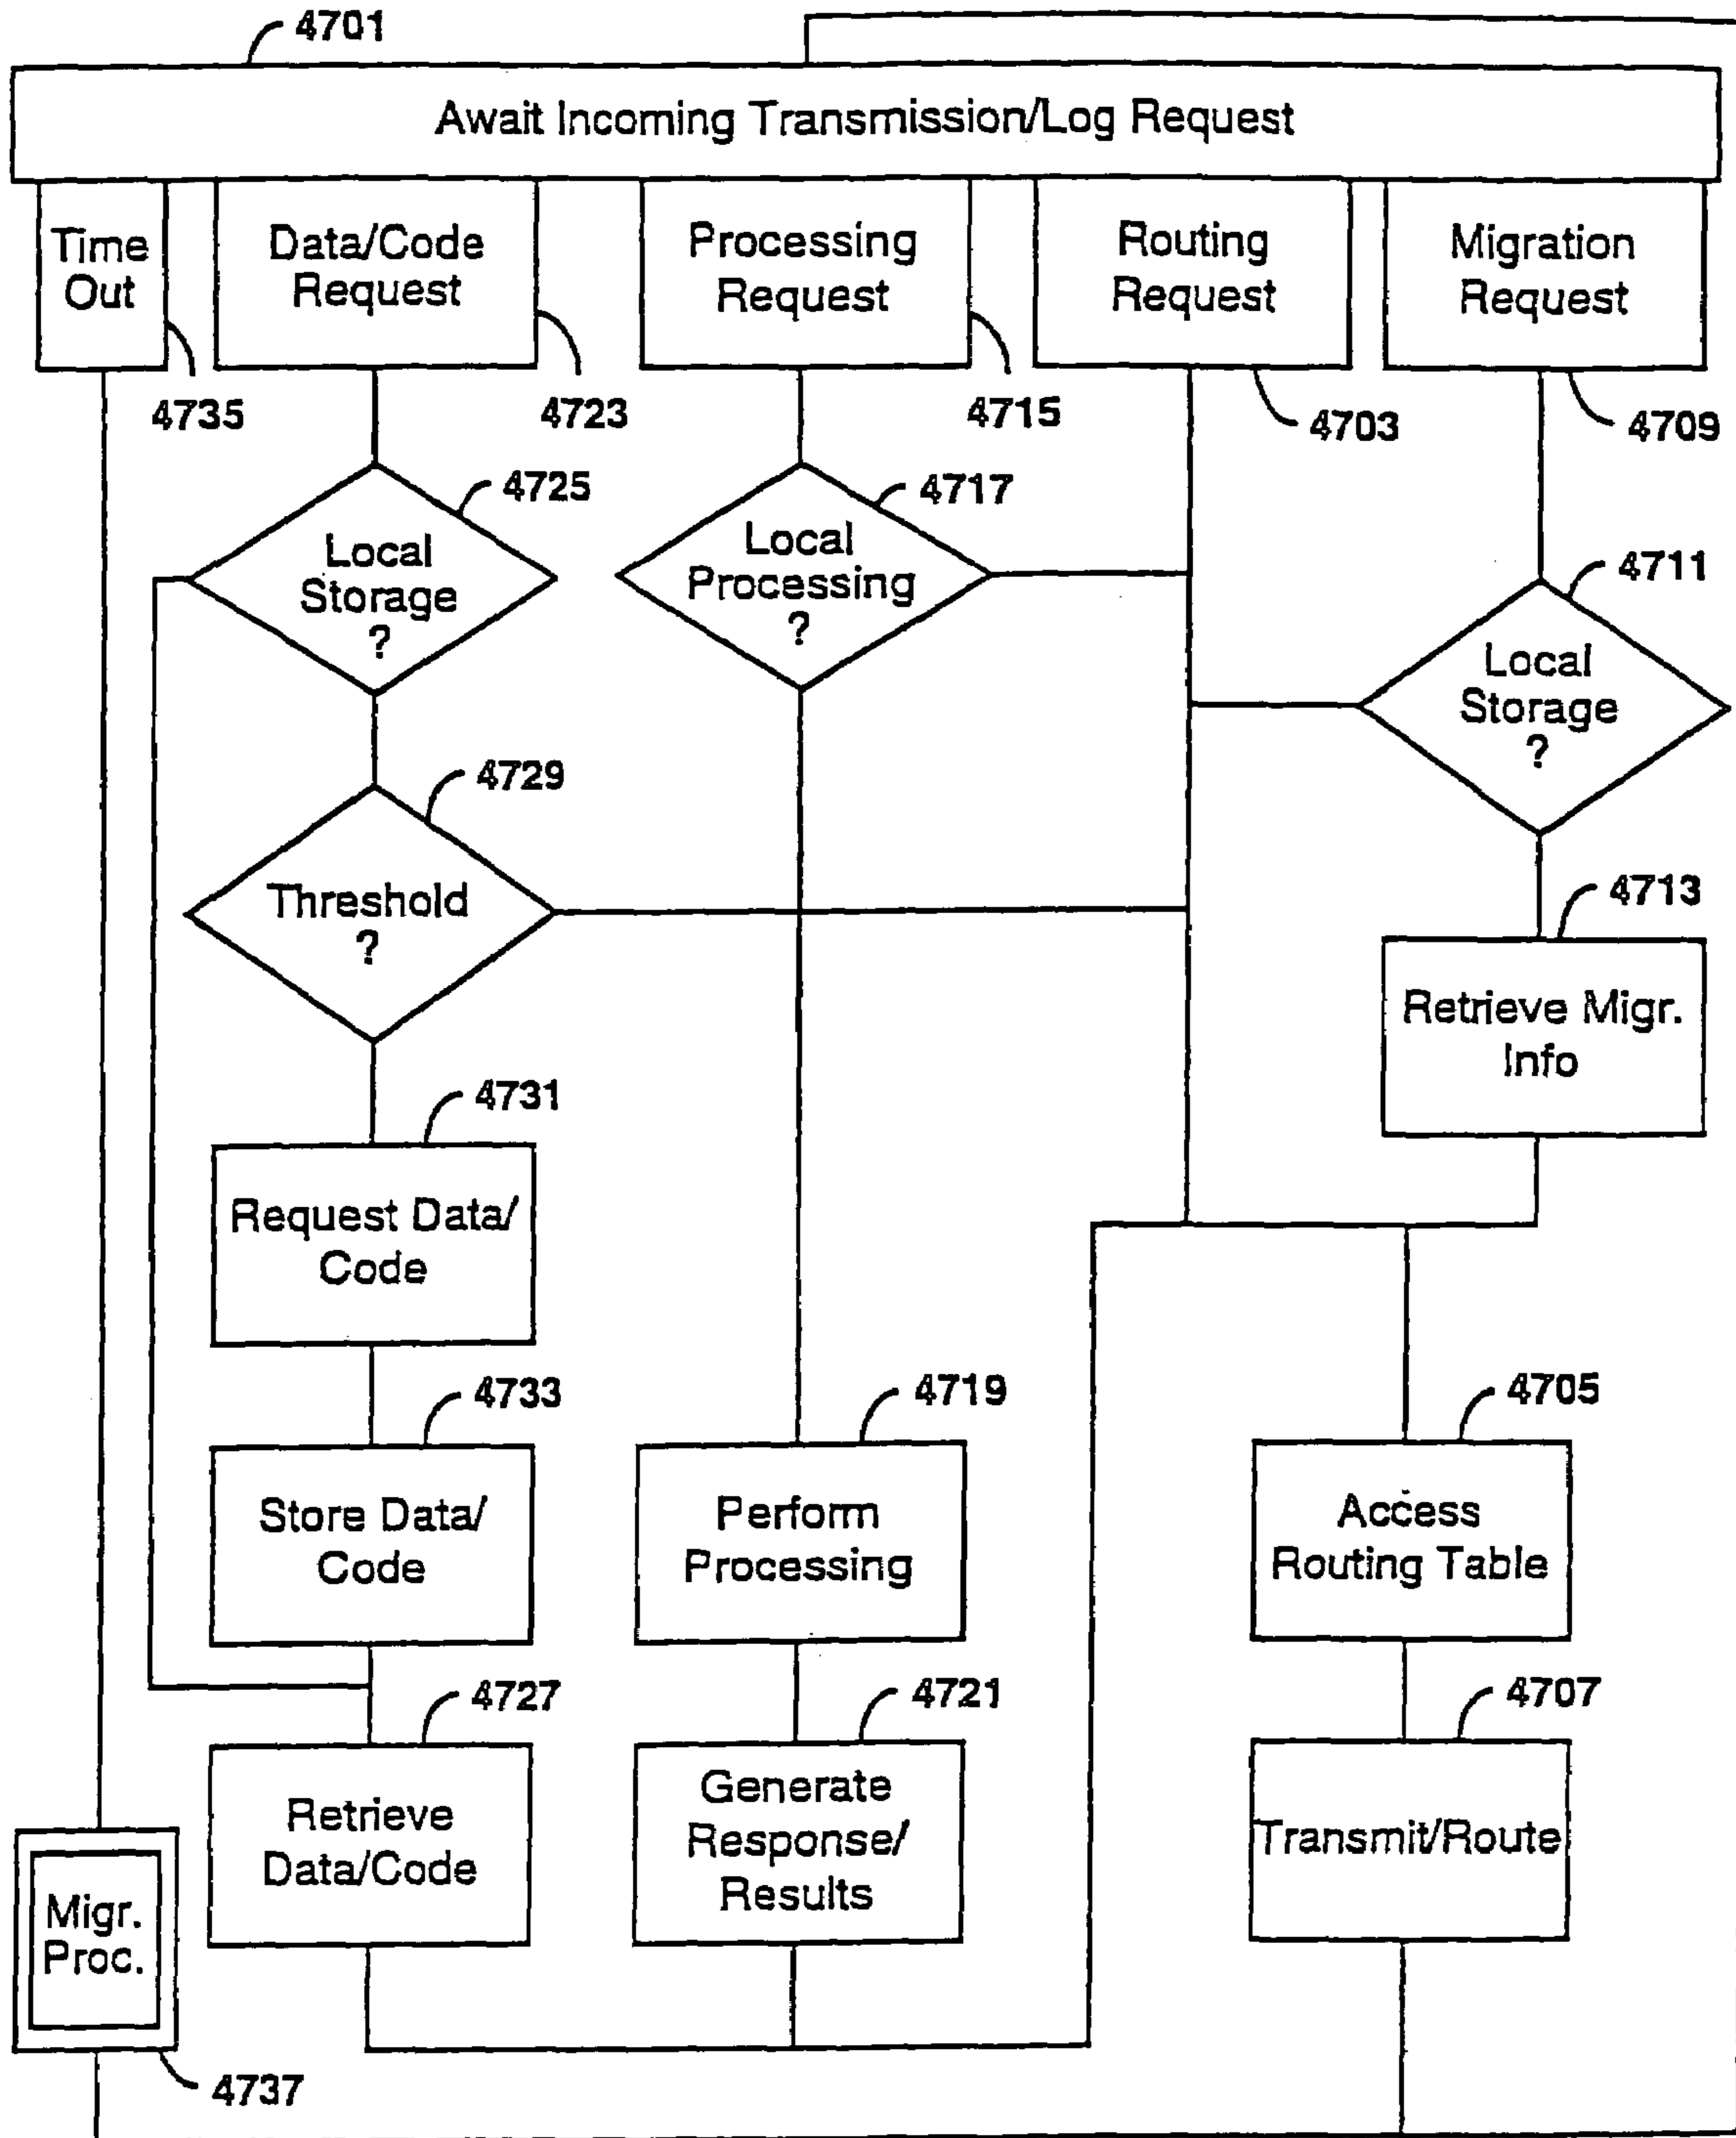 4701
Await Incoming Transmission/Log Request
Time
Out
Data/Code
Request
Processing
Request
Routing
Request
Migration
Request
4735
4723
4715
4703
4709
4725
Local
Storage
?
4717
Local
Processing
?
4711
Local
Storage
?
4729
Threshold
?
4713
Retrieve Migr.
Info
4731
Request Data/
Code
4733
Store Data/
Code
4719
Perform
Processing
4705
Access
Routing Table
4727
Retrieve
Data/Code
4721
Generate
Response/
Results
4707
Transmit/Route
Migr.
Proc.
4737